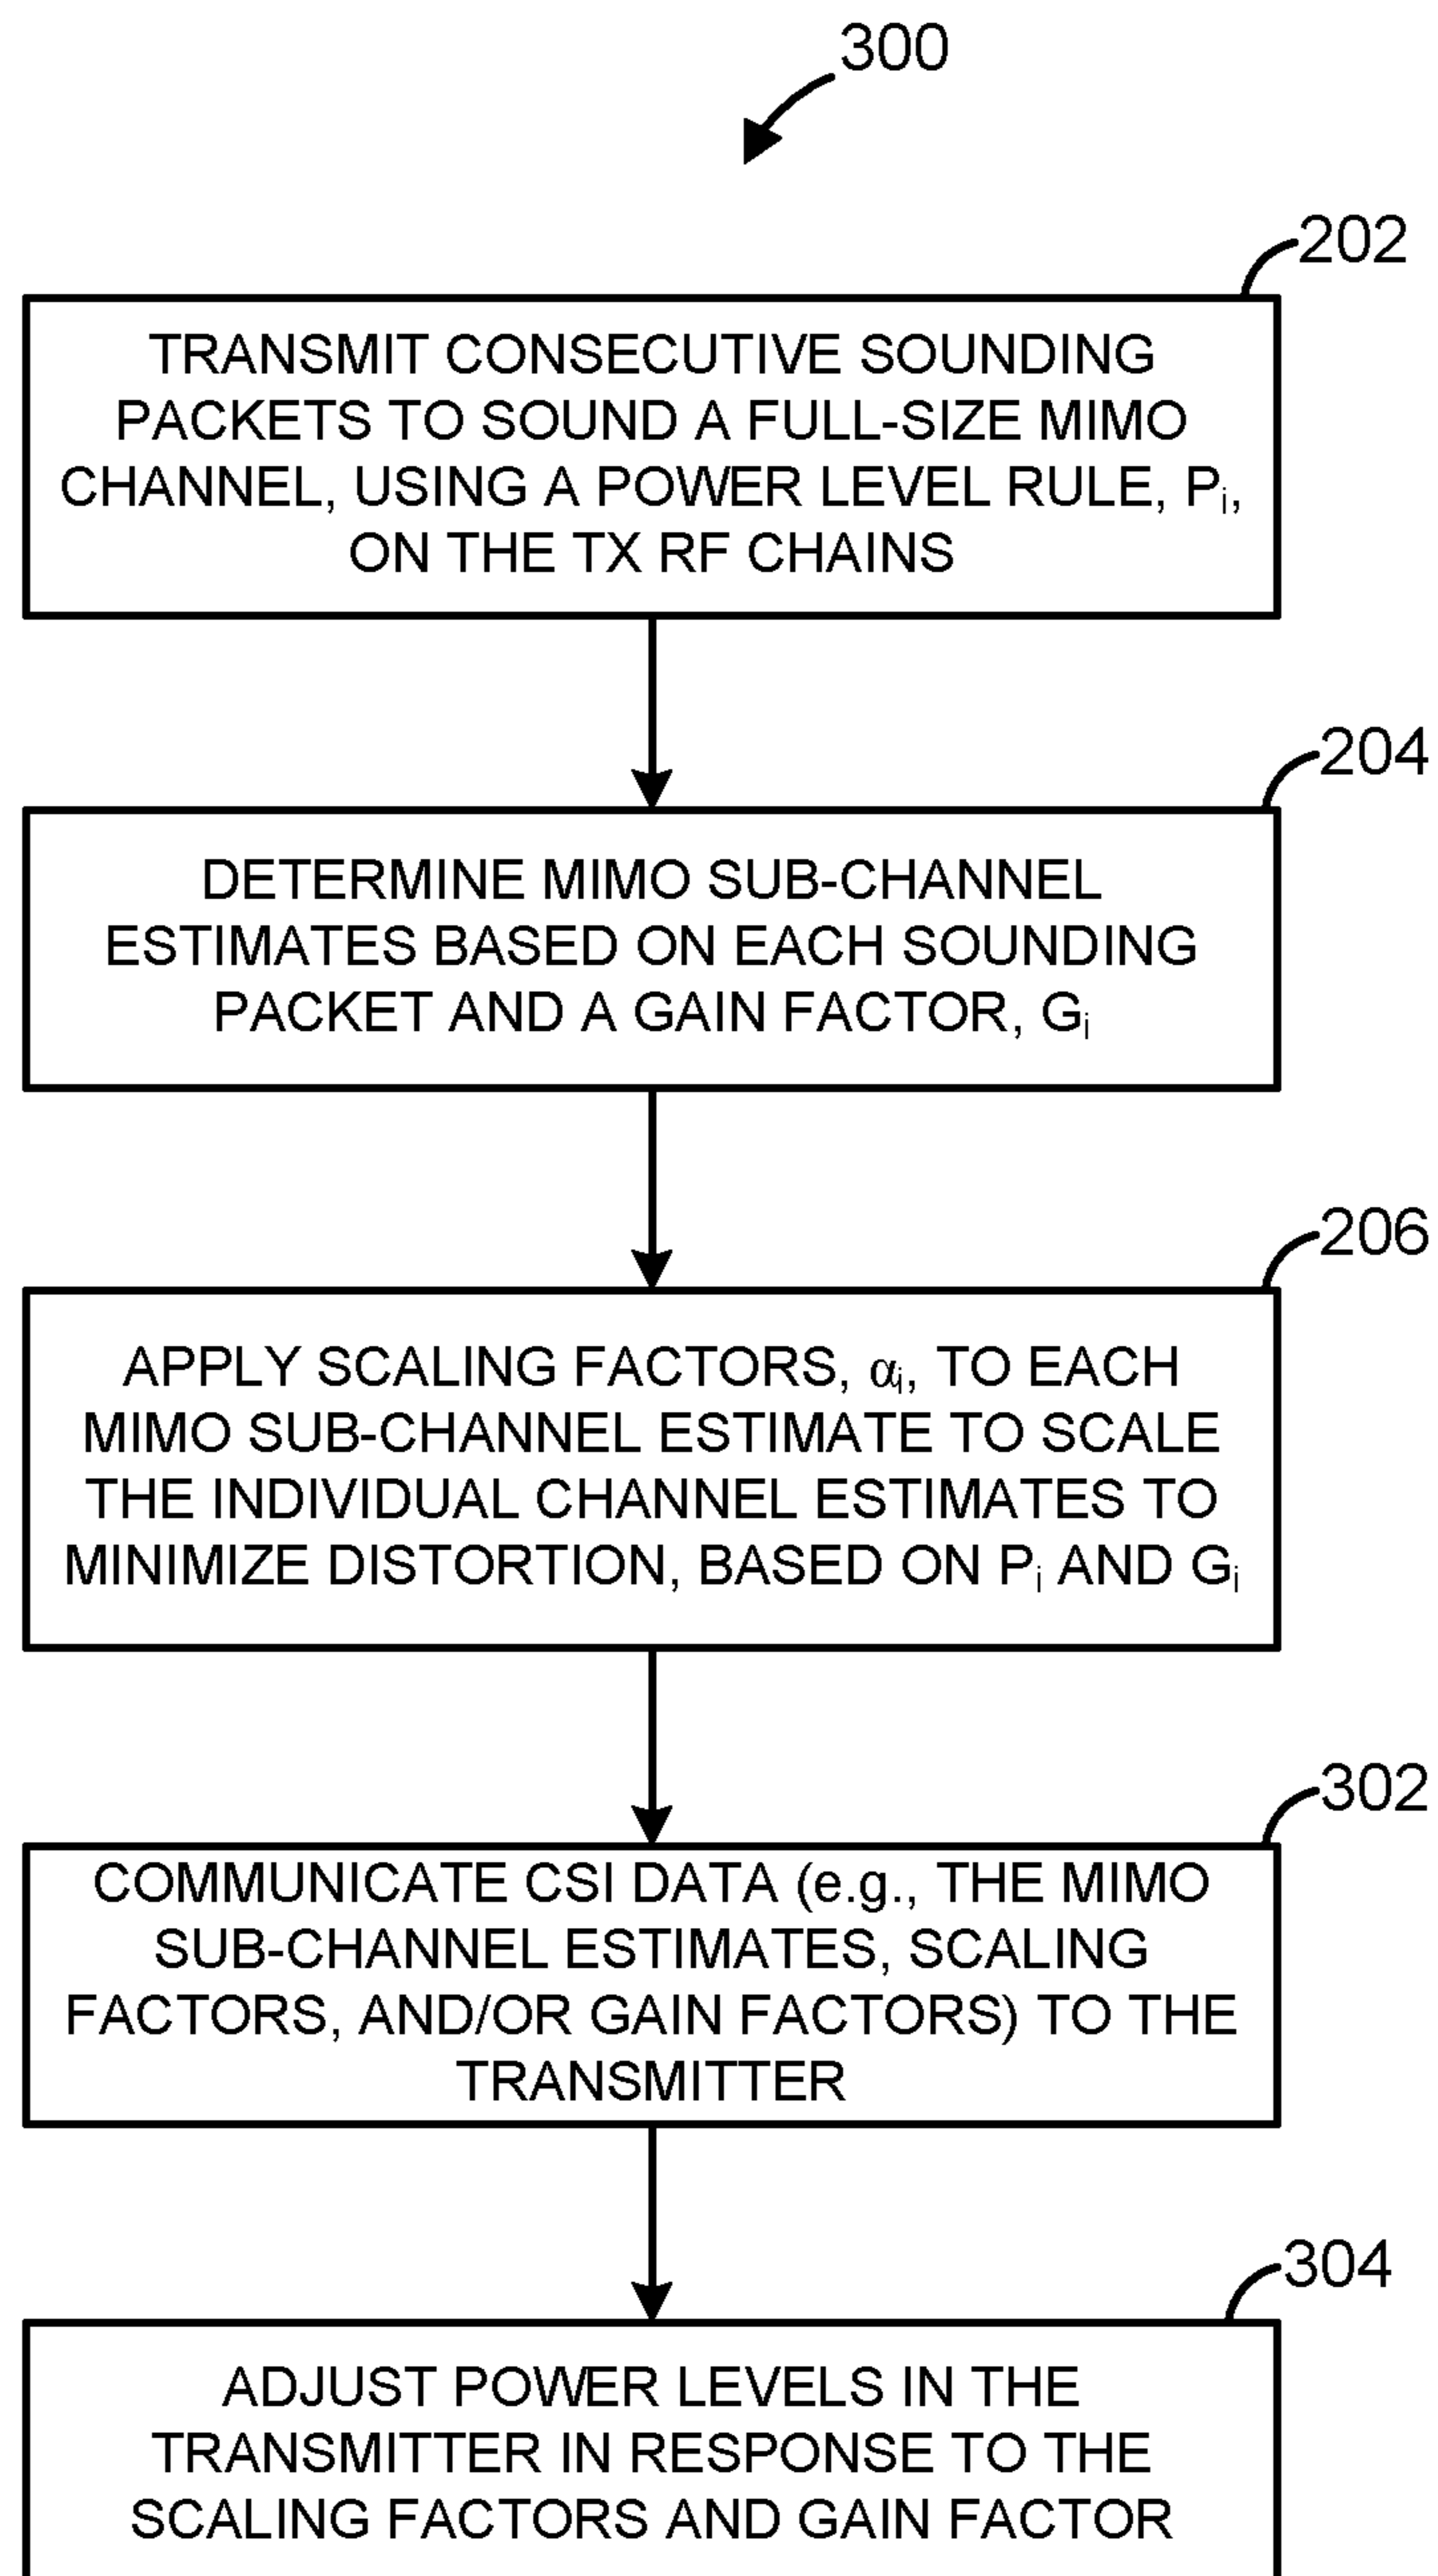 300
202
TRANSMIT CONSECUTIVE SOUNDING
PACKETS TO SOUND A FULL-SIZE MIMO
CHANNEL, USING A POWER LEVEL RULE, Pᵢ,
ON THE TX RF CHAINS
204
DETERMINE MIMO SUB-CHANNEL
ESTIMATES BASED ON EACH SOUNDING
PACKET AND A GAIN FACTOR, Gᵢ
206
APPLY SCALING FACTORS, αᵢ, TO EACH
MIMO SUB-CHANNEL ESTIMATE TO SCALE
THE INDIVIDUAL CHANNEL ESTIMATES TO
MINIMIZE DISTORTION, BASED ON Pᵢ AND Gᵢ
302
COMMUNICATE CSI DATA (e.g., THE MIMO
SUB-CHANNEL ESTIMATES, SCALING
FACTORS, AND/OR GAIN FACTORS) TO THE
TRANSMITTER
304
ADJUST POWER LEVELS IN THE
TRANSMITTER IN RESPONSE TO THE
SCALING FACTORS AND GAIN FACTOR